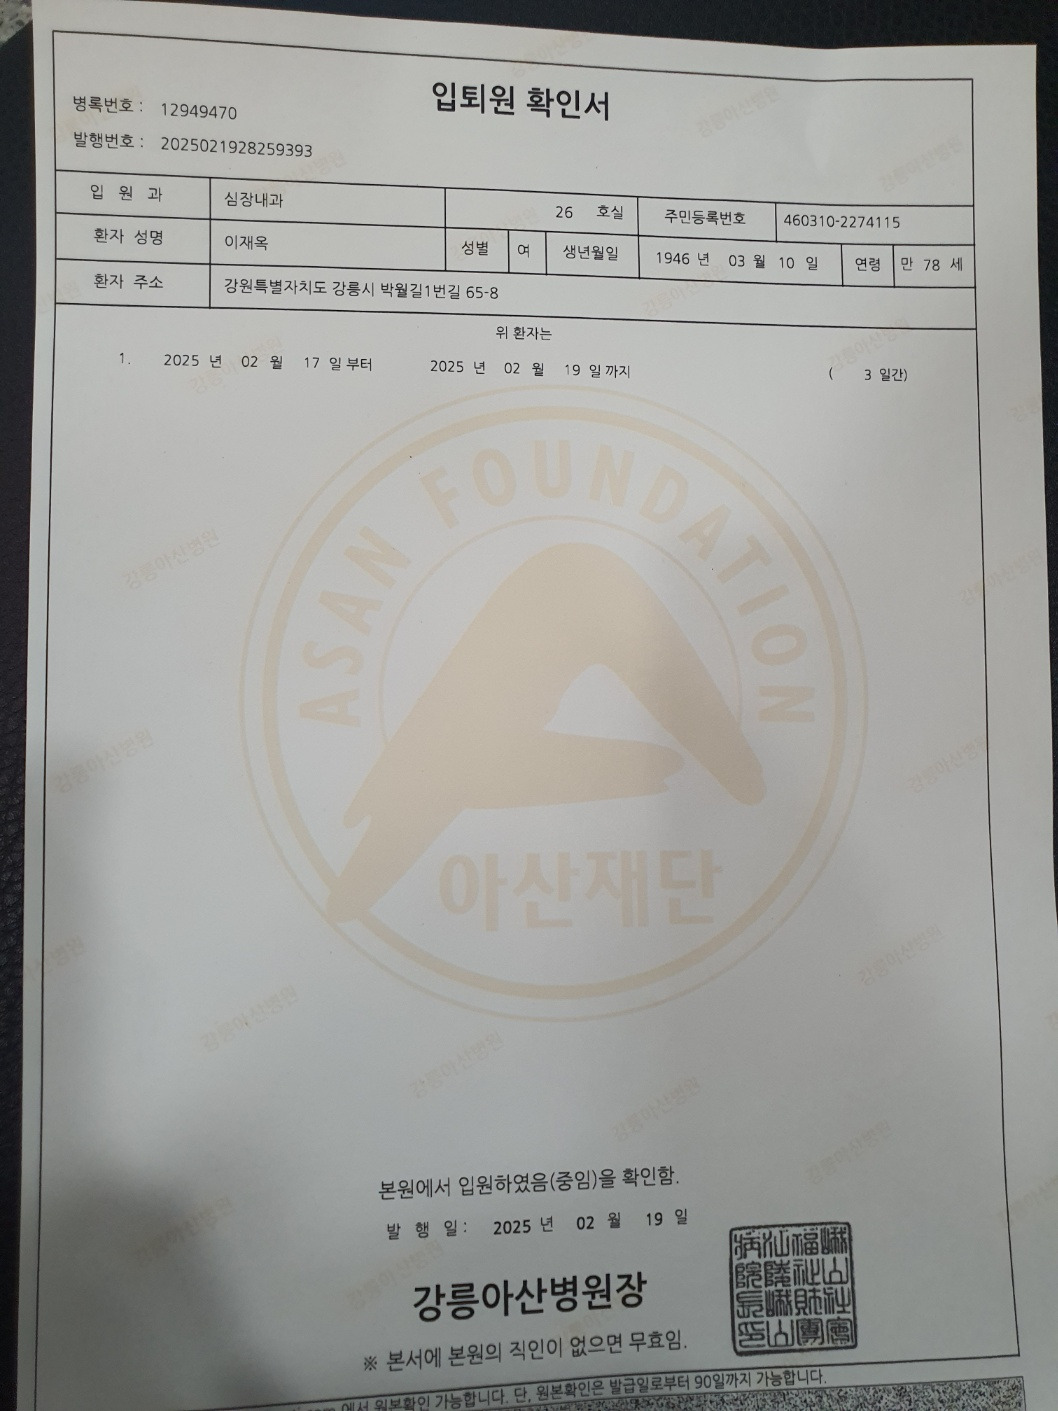 입퇴원 확인서
병록번호 : 12949470
발행번호 : 2025021928259393
입 원 과 심장내과 26 호실 주민등록번호 460310-2274115
환자 성명 이재옥 성별 여 생년월일 1946 년 03 월 10 일 연령 만 78 세
환자 주소 강원특별자치도 강릉시 박월길1번길 65-8
위 환자는
1. 2025 년 02 월 17 일 부터 2025 년 02 월 19 일 까지 ( 3 일간)
ASAN FOUNDATION
아산재단
본원에서 입원하였음(중임)을 확인함.
발 행 일 : 2025 년 02 월 19 일
강릉아산병원장
※ 본서에 본원의 직인이 없으면 무효임.
에서 원본확인 가능합니다. 단, 원본확인은 발급일로부터 90일까지 가능합니다.